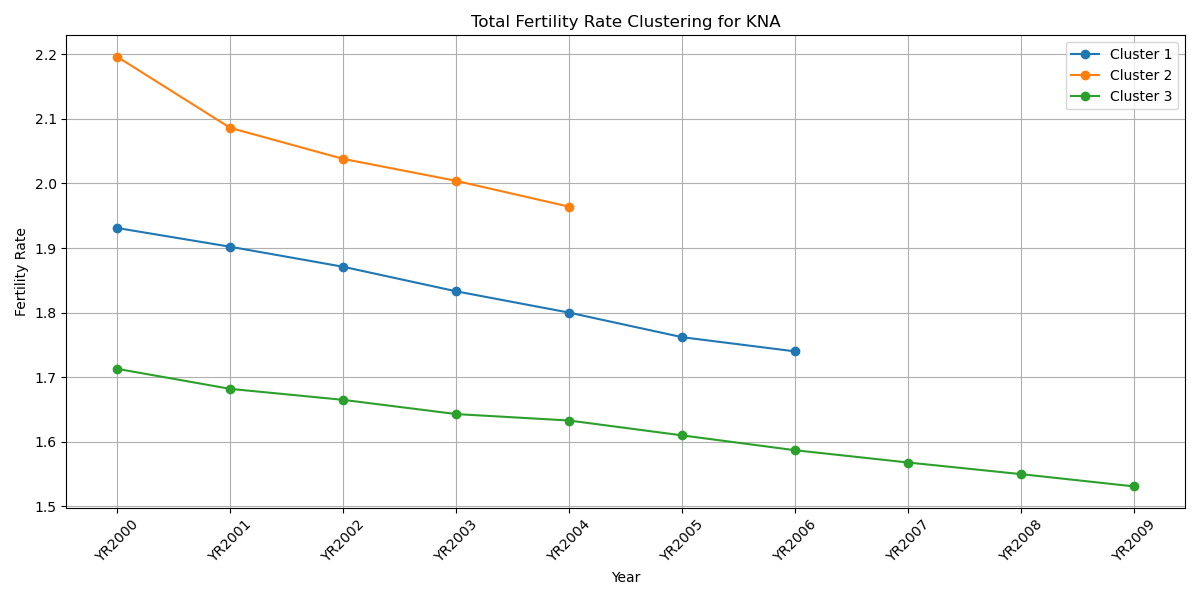 Total Fertility Rate Clustering for KNA
Cluster 1
Cluster 2
Cluster 3
Fertility Rate
2.2
2.1
2.0
1.9
1.8
1.7
1.6
1.5
YR2000
YR2001
YR2002
YR2003
YR2004
YR2005
YR2006
YR2007
YR2008
YR2009
Year